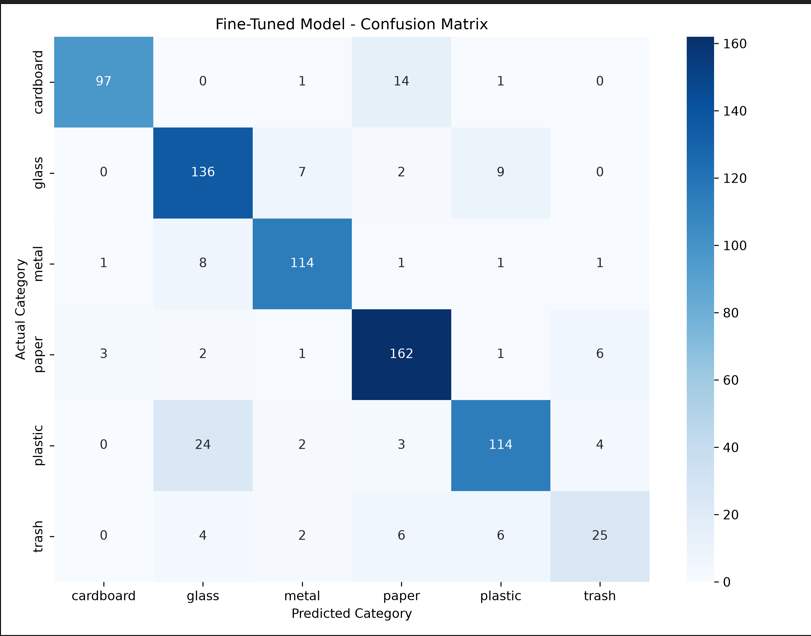 Fine-Tuned Model - Confusion Matrix
cardboard 97 0 1 14 1 0
glass 0 136 7 2 9 0
metal 1 8 114 1 1 1
paper 3 2 1 162 1 6
plastic 0 24 2 3 114 4
trash 0 4 2 6 6 25
Actual Category
cardboard glass metal paper plastic trash
Predicted Category
160
140
120
100
80
60
40
20
0